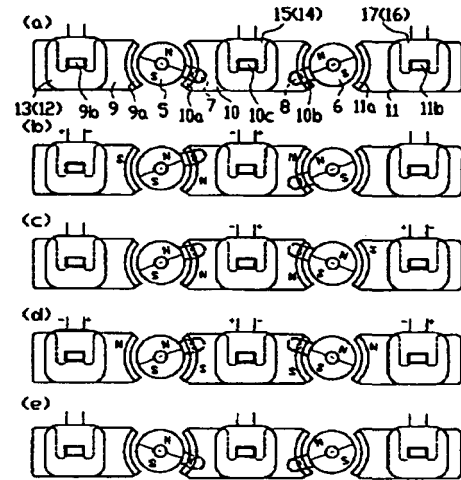 (a)
15(14) 17(16)
N S N S
13(12) 9b 9 9a 5 10a 7 10 10c 8 10b 6 11a 11 11b
(b)
+ - - +
S N S N N N S
(c)
- + + -
N S N N N S S
(d)
- + + - - +
N N S S S N S N
(e)
N S N S